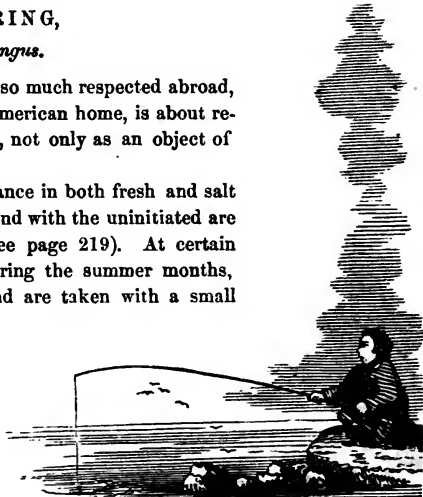 RING,
ngus.
so much respected abroad,
merican home, is about re-
, not only as an object of
ance in both fresh and salt
nd with the uninitiated are
ee page 219). At certain
ring the summer months,
nd are taken with a small